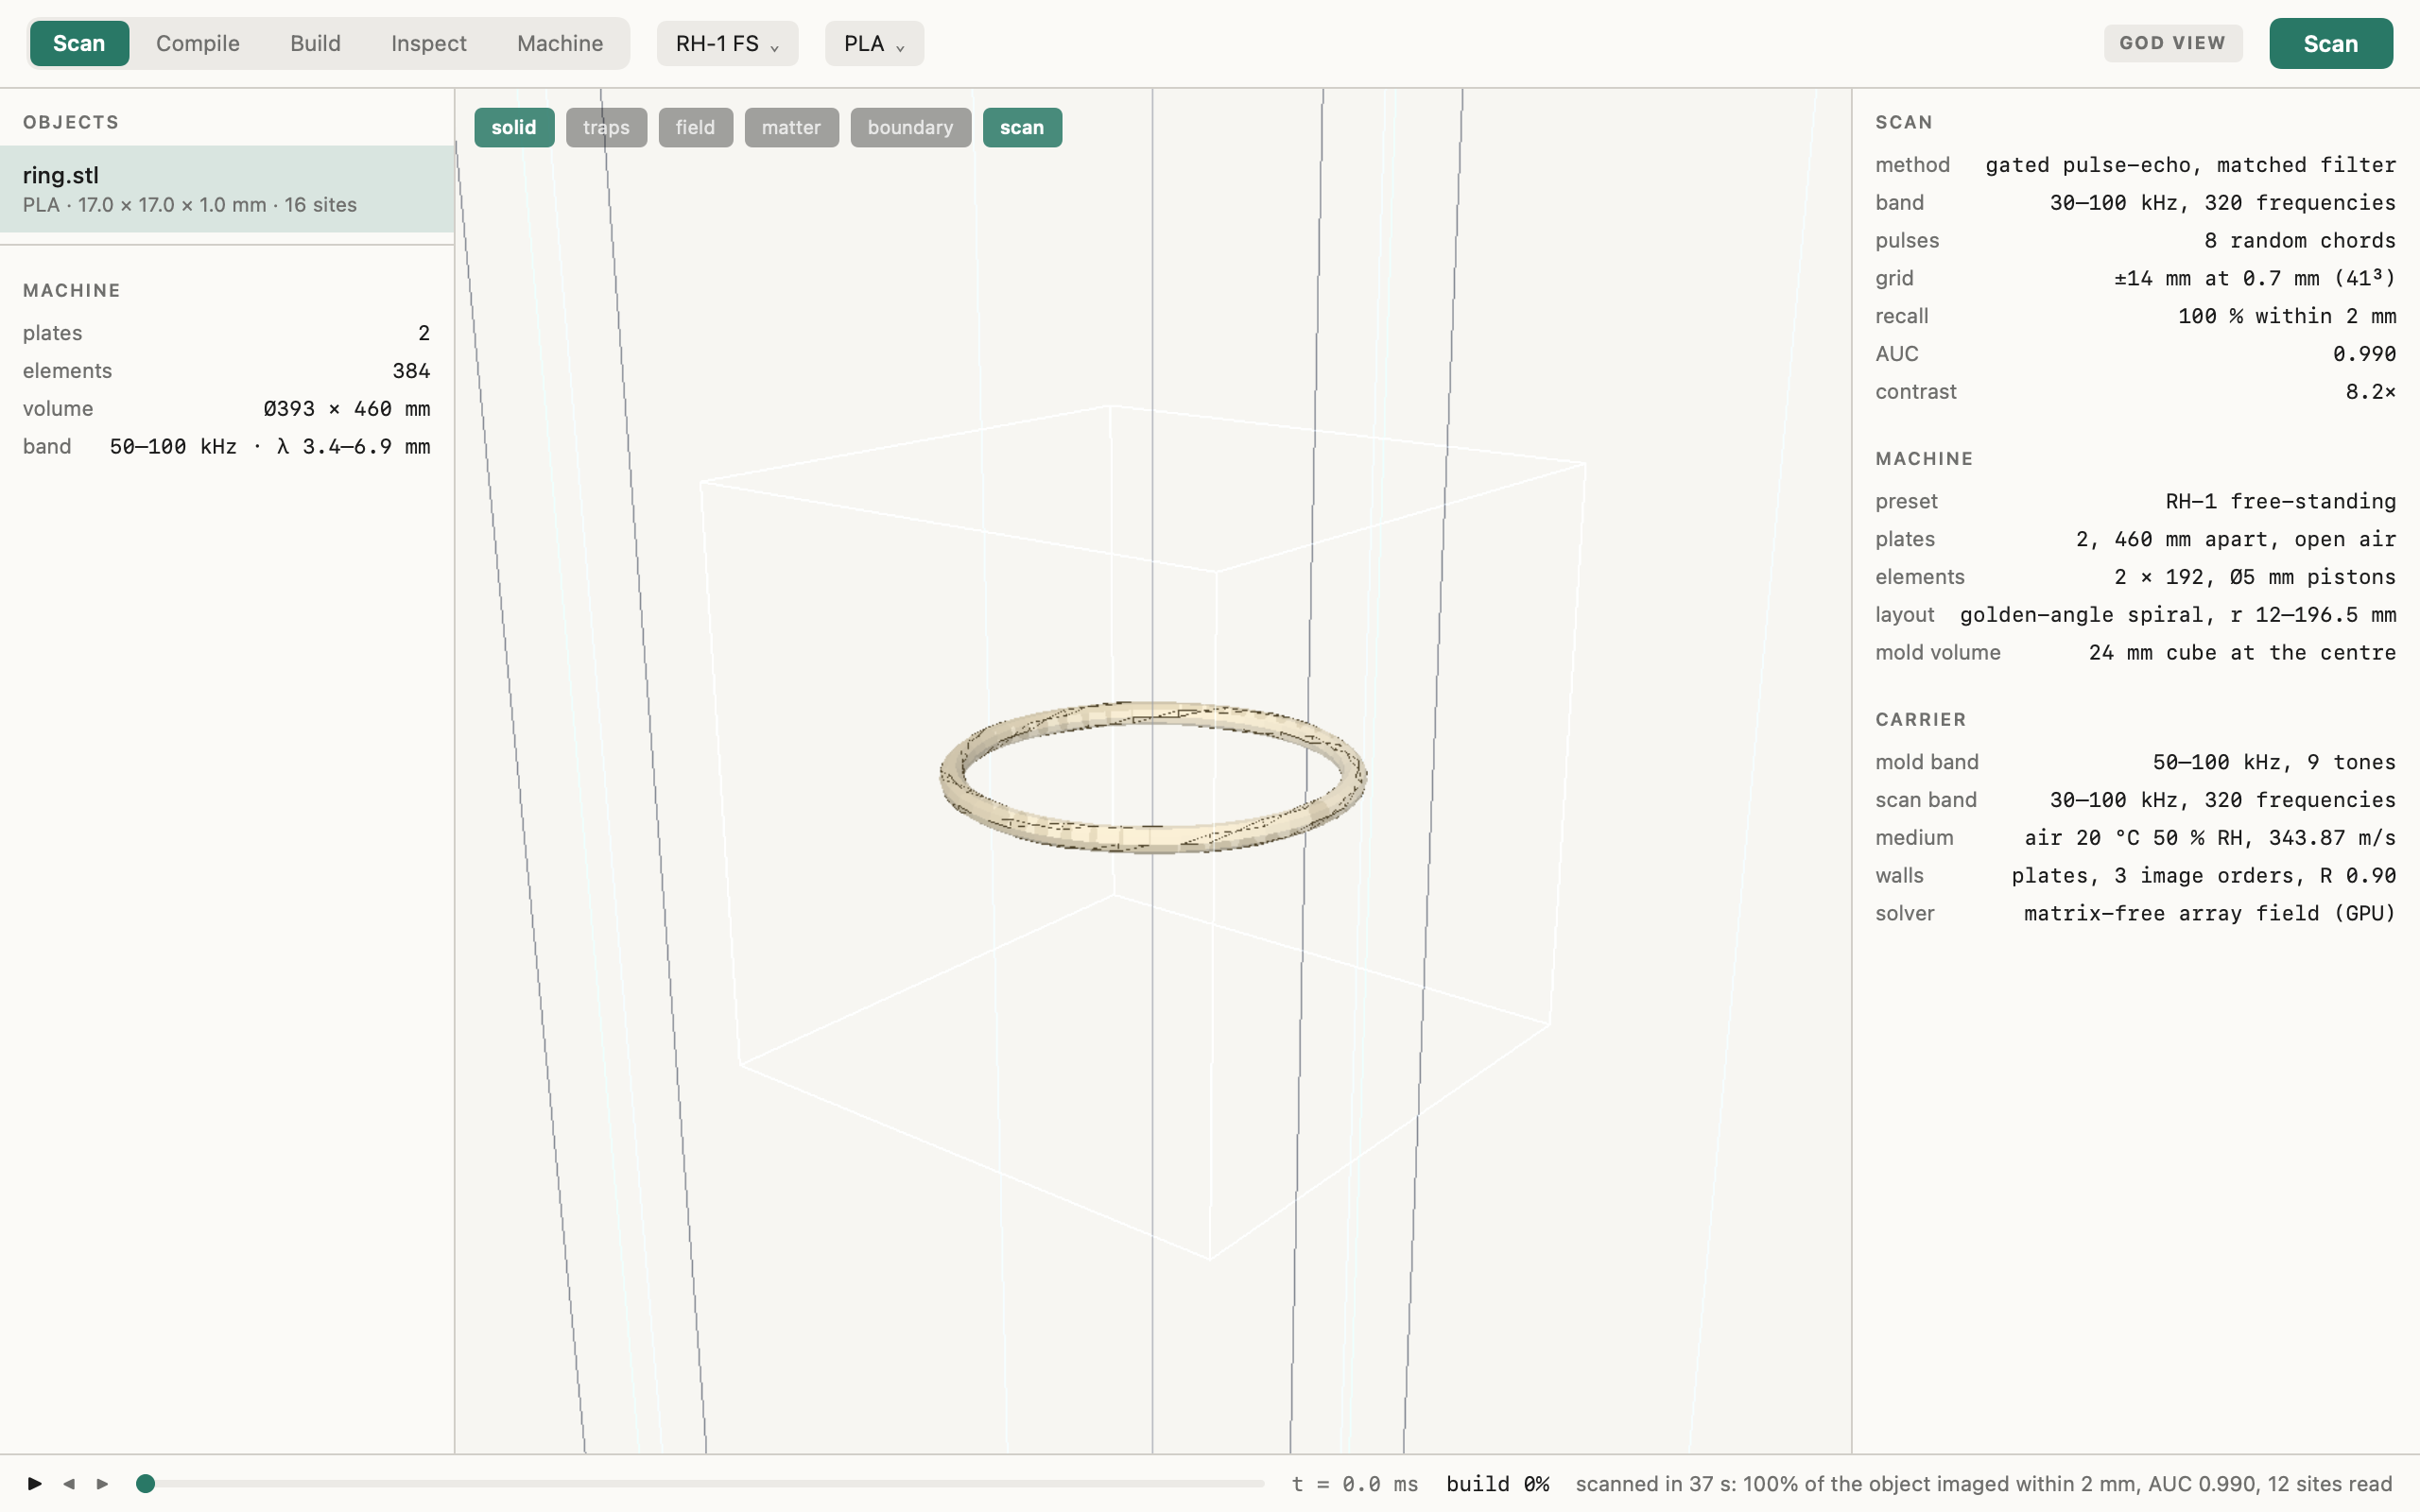 Scan Compile Build Inspect Machine RH-1 FS PLA GOD VIEW Scan
OBJECTS
ring.stl
PLA · 17.0 × 17.0 × 1.0 mm · 16 sites
MACHINE
plates 2
elements 384
volume Ø393 × 460 mm
band 50–100 kHz · λ 3.4–6.9 mm
solid traps field matter boundary scan
SCAN
method gated pulse-echo, matched filter
band 30–100 kHz, 320 frequencies
pulses 8 random chords
grid ±14 mm at 0.7 mm (41³)
recall 100 % within 2 mm
AUC 0.990
contrast 8.2×
MACHINE
preset RH-1 free-standing
plates 2, 460 mm apart, open air
elements 2 × 192, Ø5 mm pistons
layout golden-angle spiral, r 12–196.5 mm
mold volume 24 mm cube at the centre
CARRIER
mold band 50–100 kHz, 9 tones
scan band 30–100 kHz, 320 frequencies
medium air 20 °C 50 % RH, 343.87 m/s
walls plates, 3 image orders, R 0.90
solver matrix-free array field (GPU)
t = 0.0 ms build 0% scanned in 37 s: 100% of the object imaged within 2 mm, AUC 0.990, 12 sites read